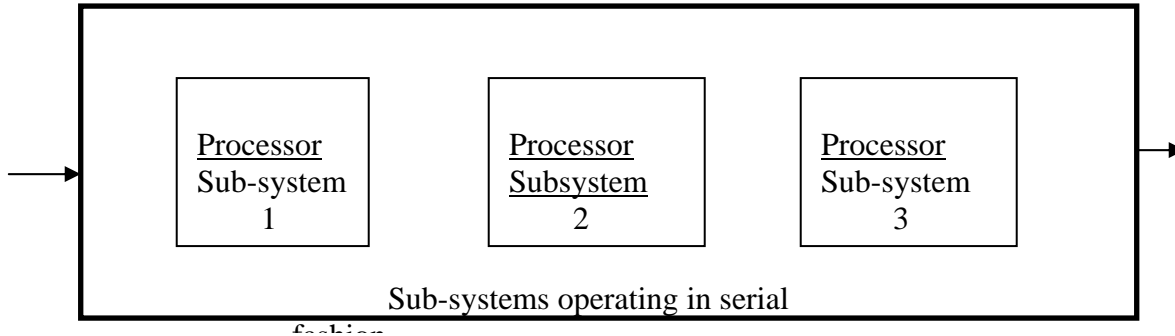 Processor
Sub-system
1
Processor
Subsystem
2
Processor
Sub-system
3
Sub-systems operating in serial
fashion